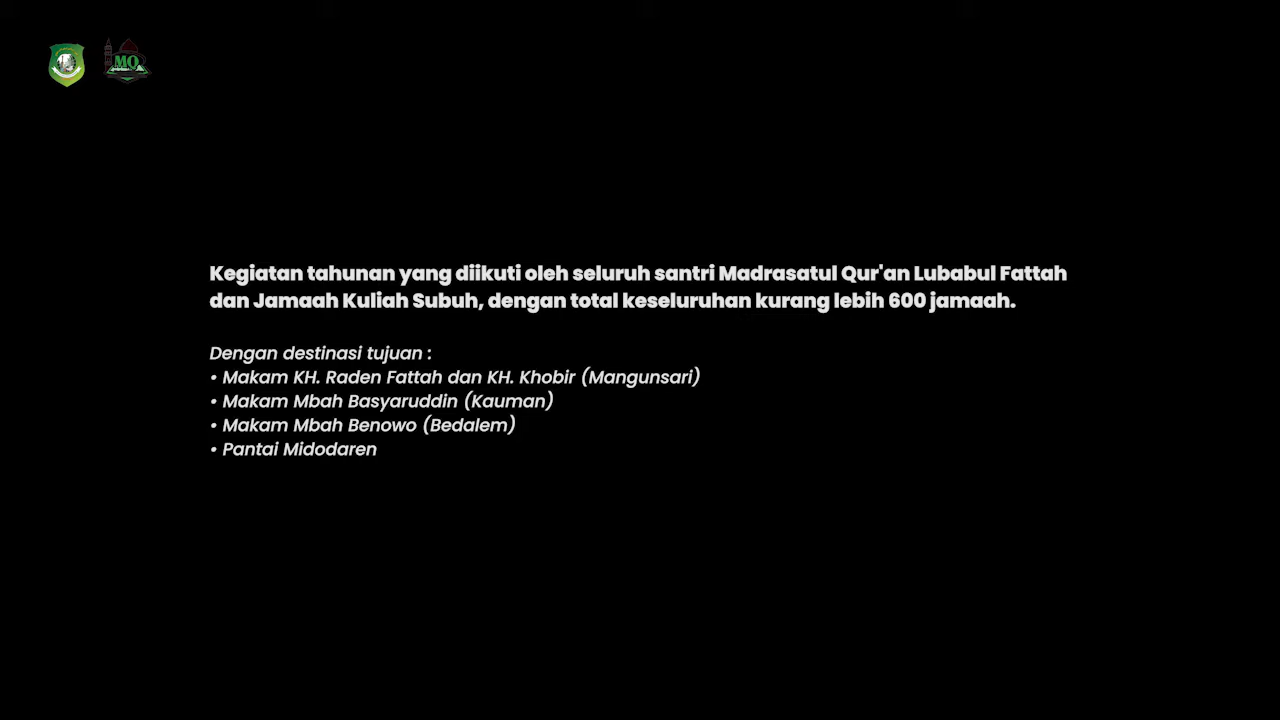 MQ
Kegiatan tahunan yang diikuti oleh seluruh santri Madrasatul Qur'an Lubabul Fattah
dan Jamaah Kuliah Subuh, dengan total keseluruhan kurang lebih 600 jamaah.
Dengan destinasi tujuan :
• Makam KH. Raden Fattah dan KH. Khobir (Mangunsari)
• Makam Mbah Basyaruddin (Kauman)
• Makam Mbah Benowo (Bedalem)
• Pantai Midodaren